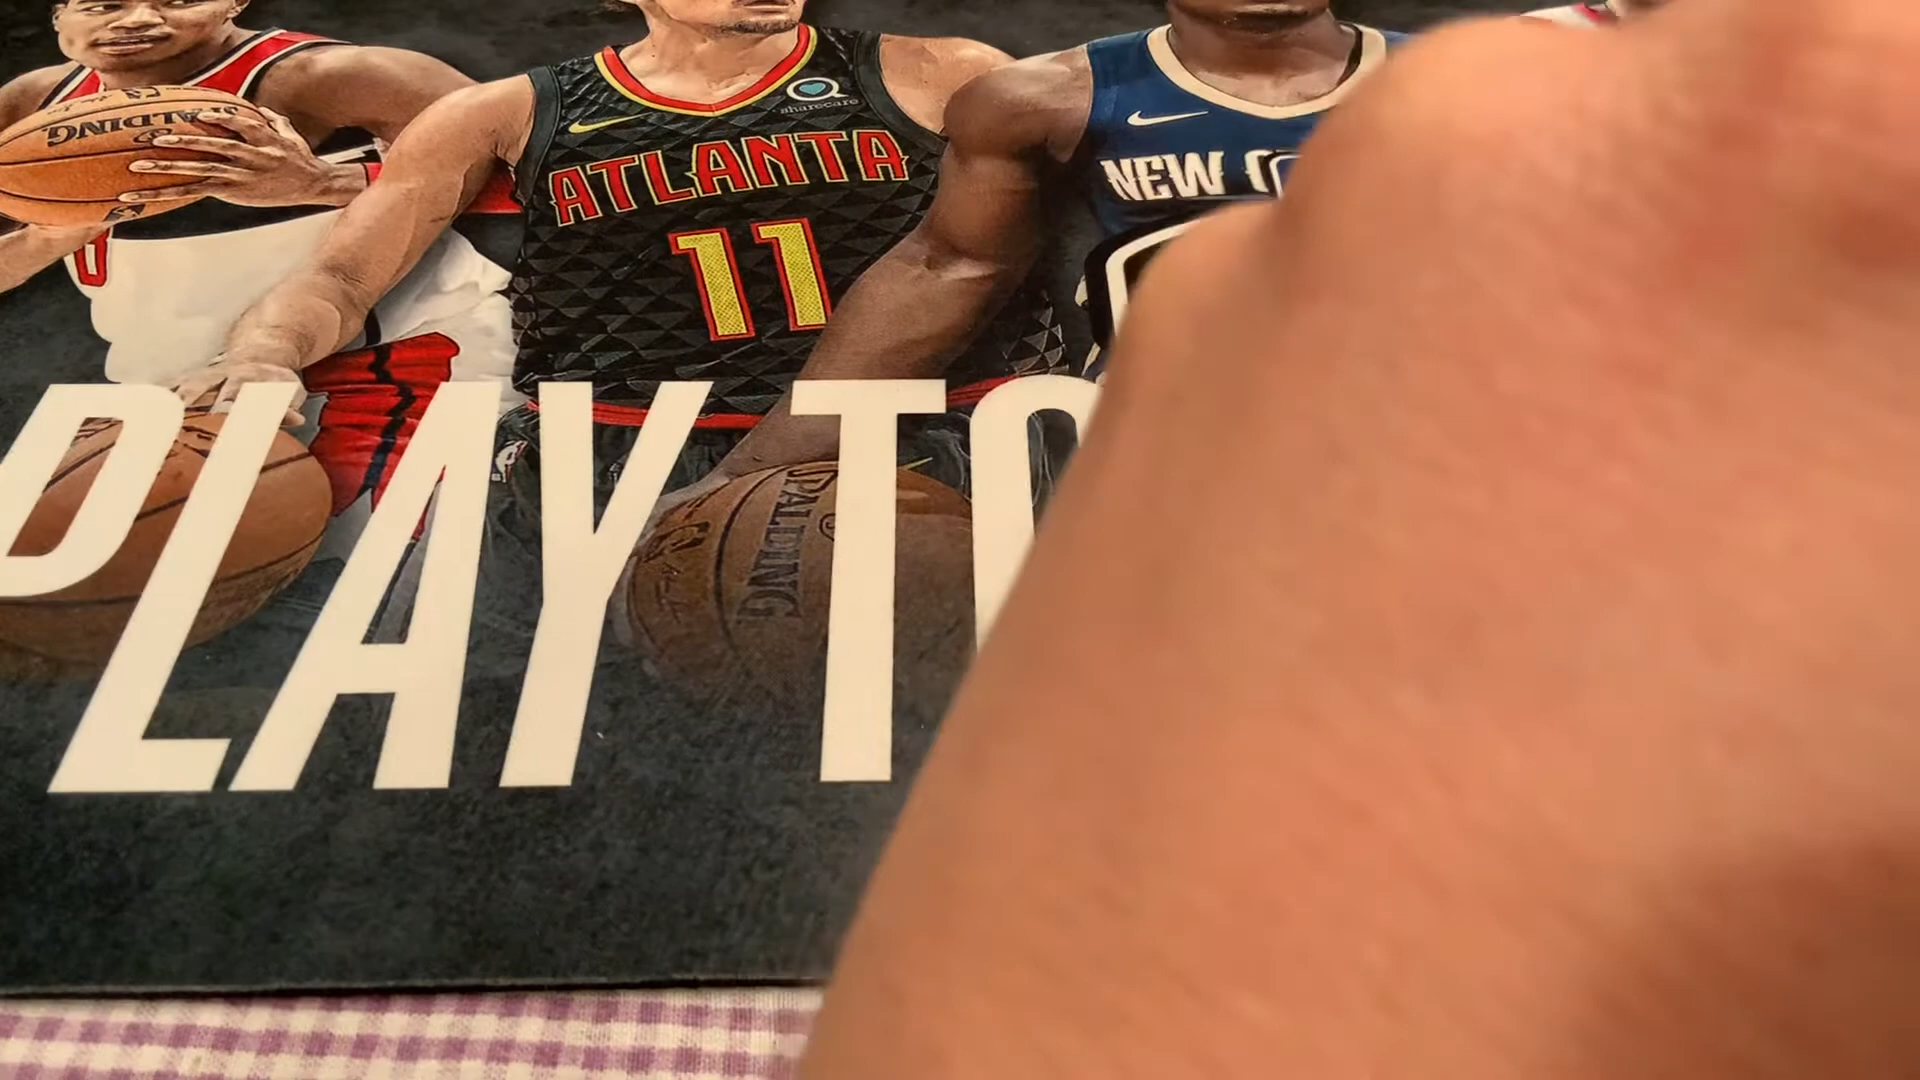 SPALDING
sharecare
ATLANTA
11
NEW
PLAY TO
SPALDING